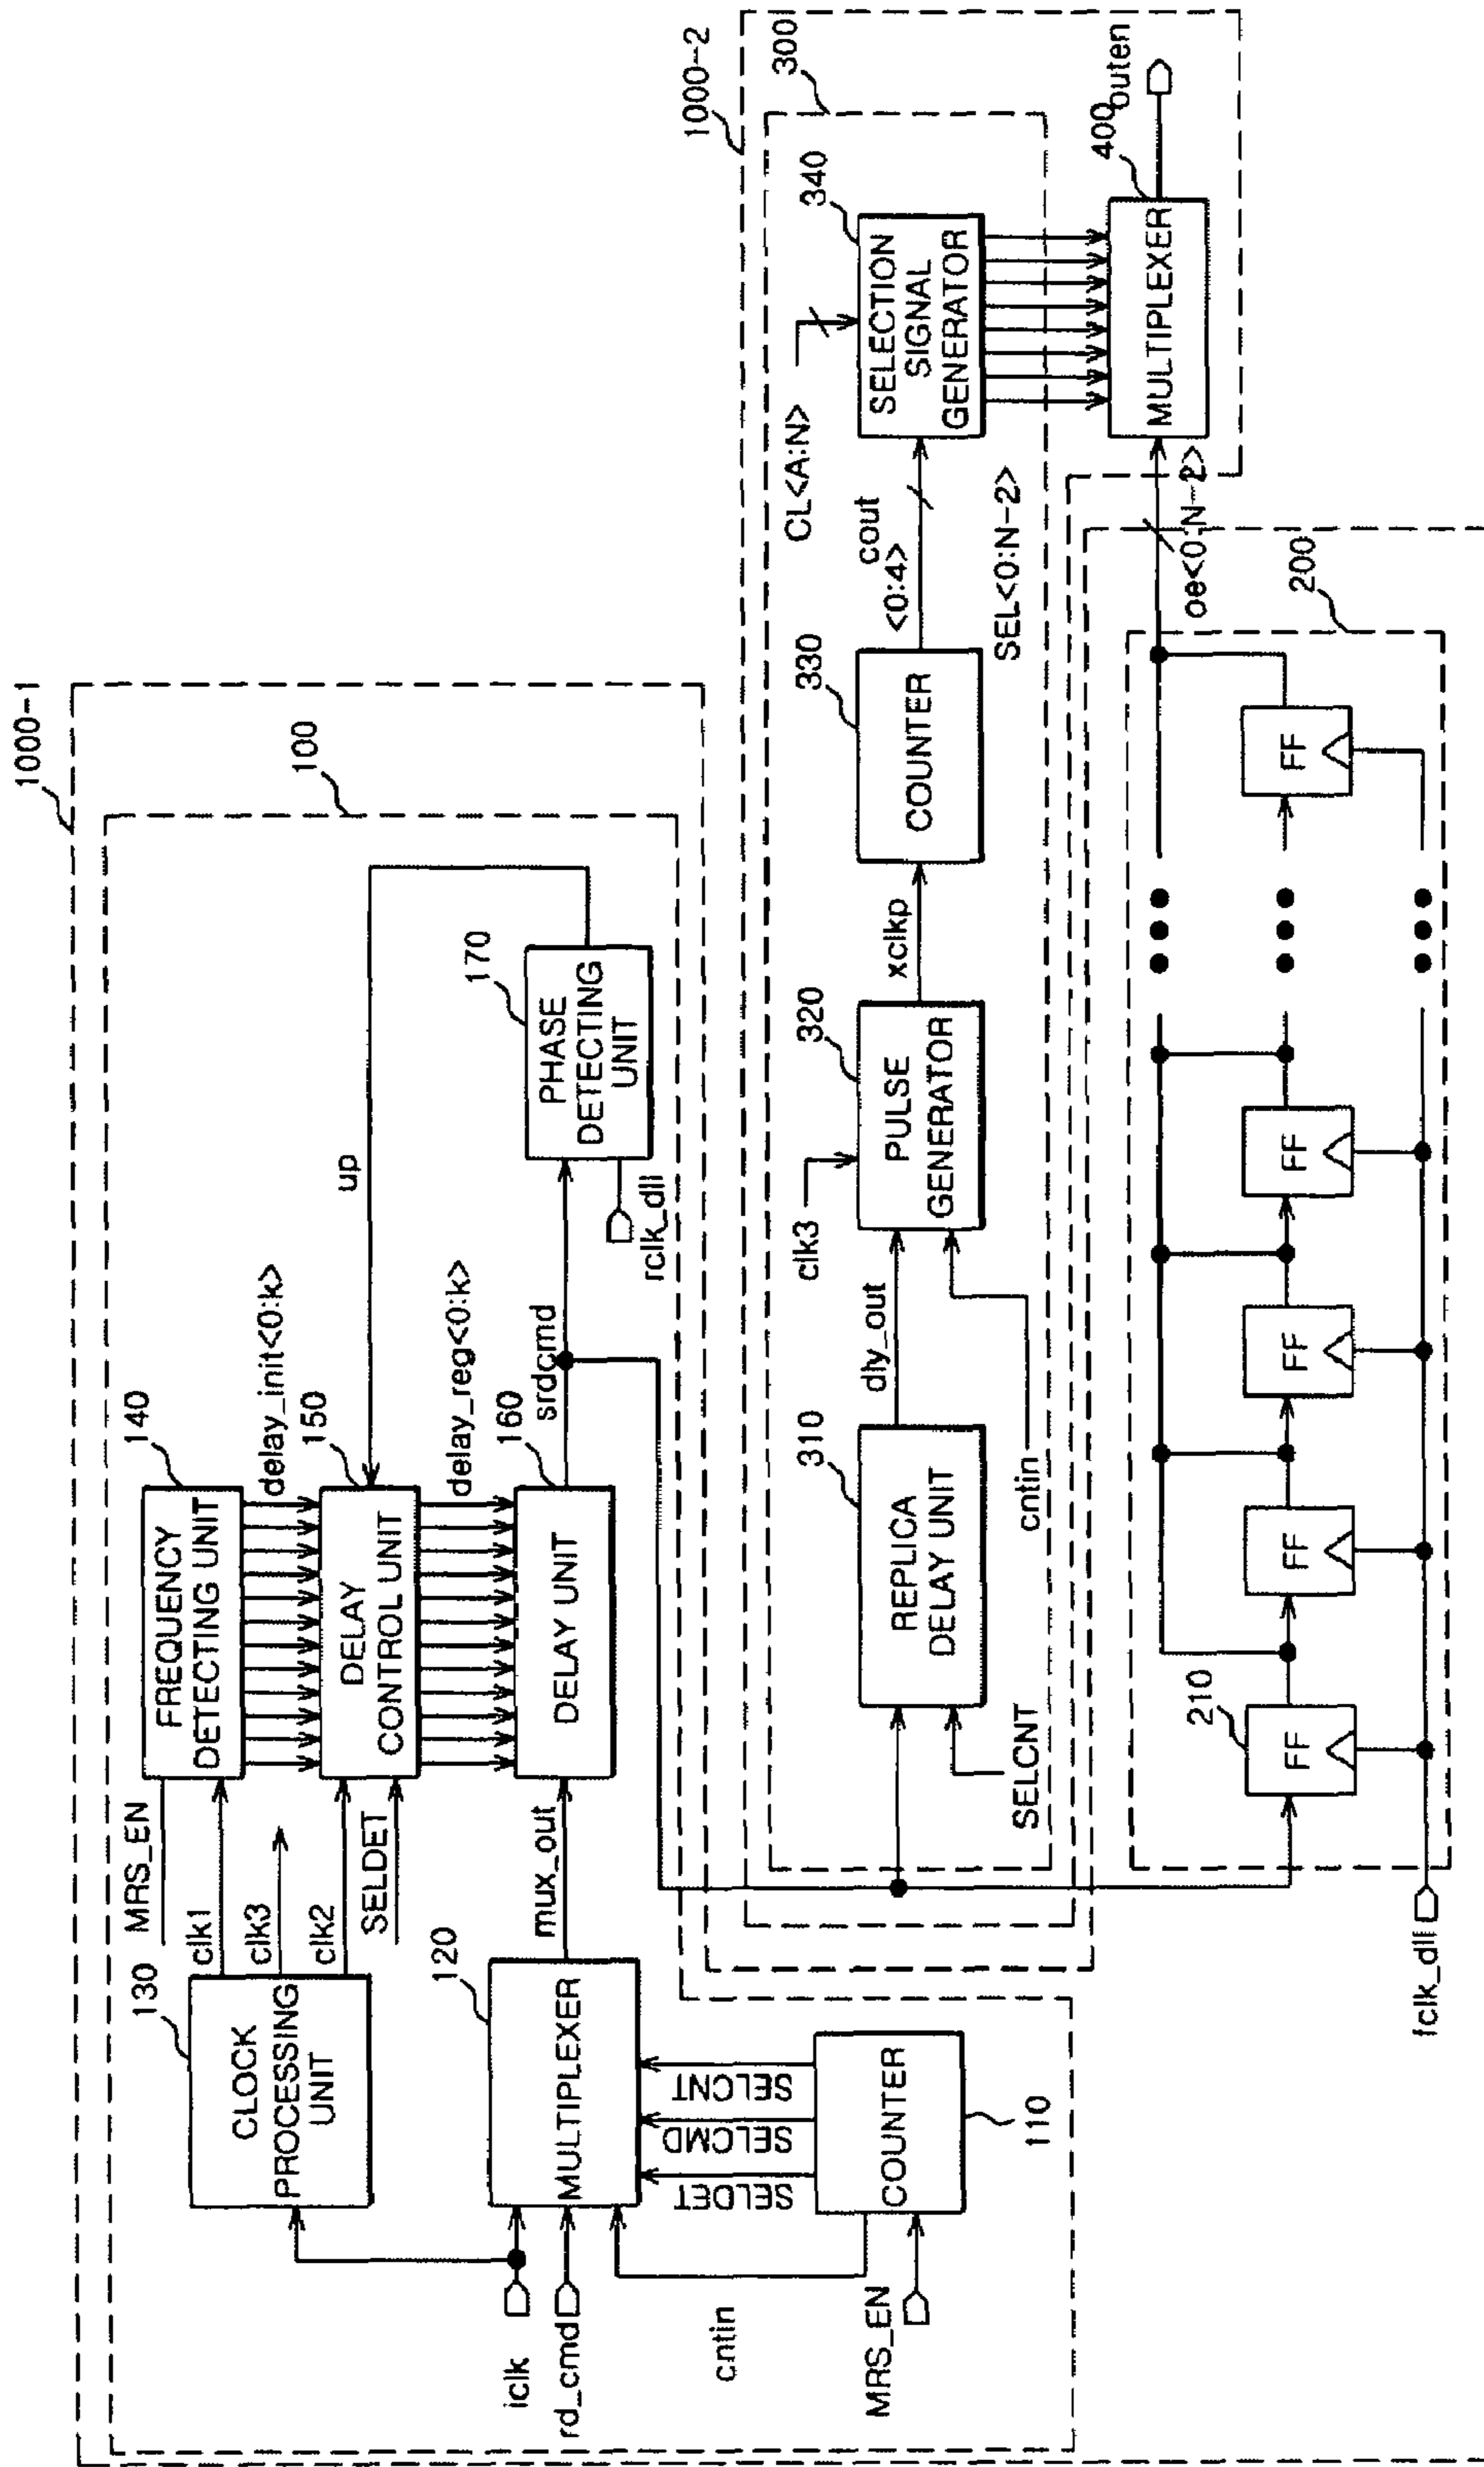 1000-1
100
130
CLOCK
PROCESSING
UNIT
MRS_EN
clk1
clk3
clk2
SELDET
140
FREQUENCY
DETECTING UNIT
delay_init<0:k>
150
DELAY
CONTROL UNIT
delay_reg<0:k>
160
DELAY UNIT
up
srdcmd
170
PHASE
DETECTING
UNIT
rclk_dll
iclk
rd_cmd
cntin
120
MULTIPLEXER
mux_out
SELDET
SELCMD
SELCNT
COUNTER
110
MRS_EN
1000-2
300
310
REPLICA
DELAY UNIT
SELCNT
dly_out
cntin
clk3
320
PULSE
GENERATOR
xclkp
330
COUNTER
cout
<0:4>
CL<A:N>
340
SELECTION
SIGNAL
GENERATOR
SEL<0:N-2>
400
MULTIPLEXER
outen
oe<0:N-2>
200
210
FF
FF
FF
FF
FF
fclk_dll